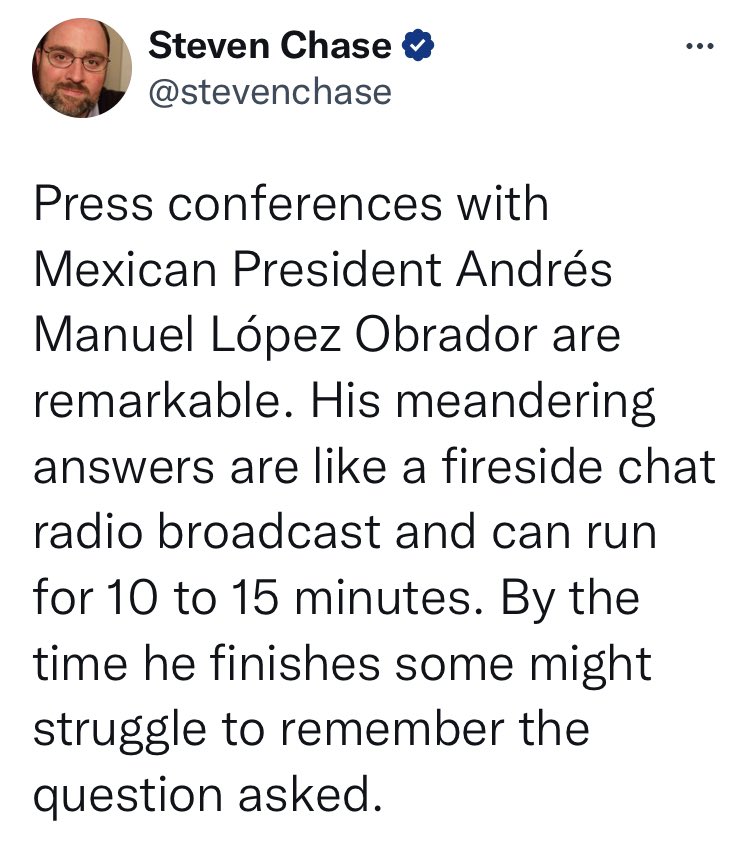 Steven Chase
@stevenchase
Press conferences with
Mexican President Andrés
Manuel López Obrador are
remarkable. His meandering
answers are like a fireside chat
radio broadcast and can run
for 10 to 15 minutes. By the
time he finishes some might
struggle to remember the
question asked.